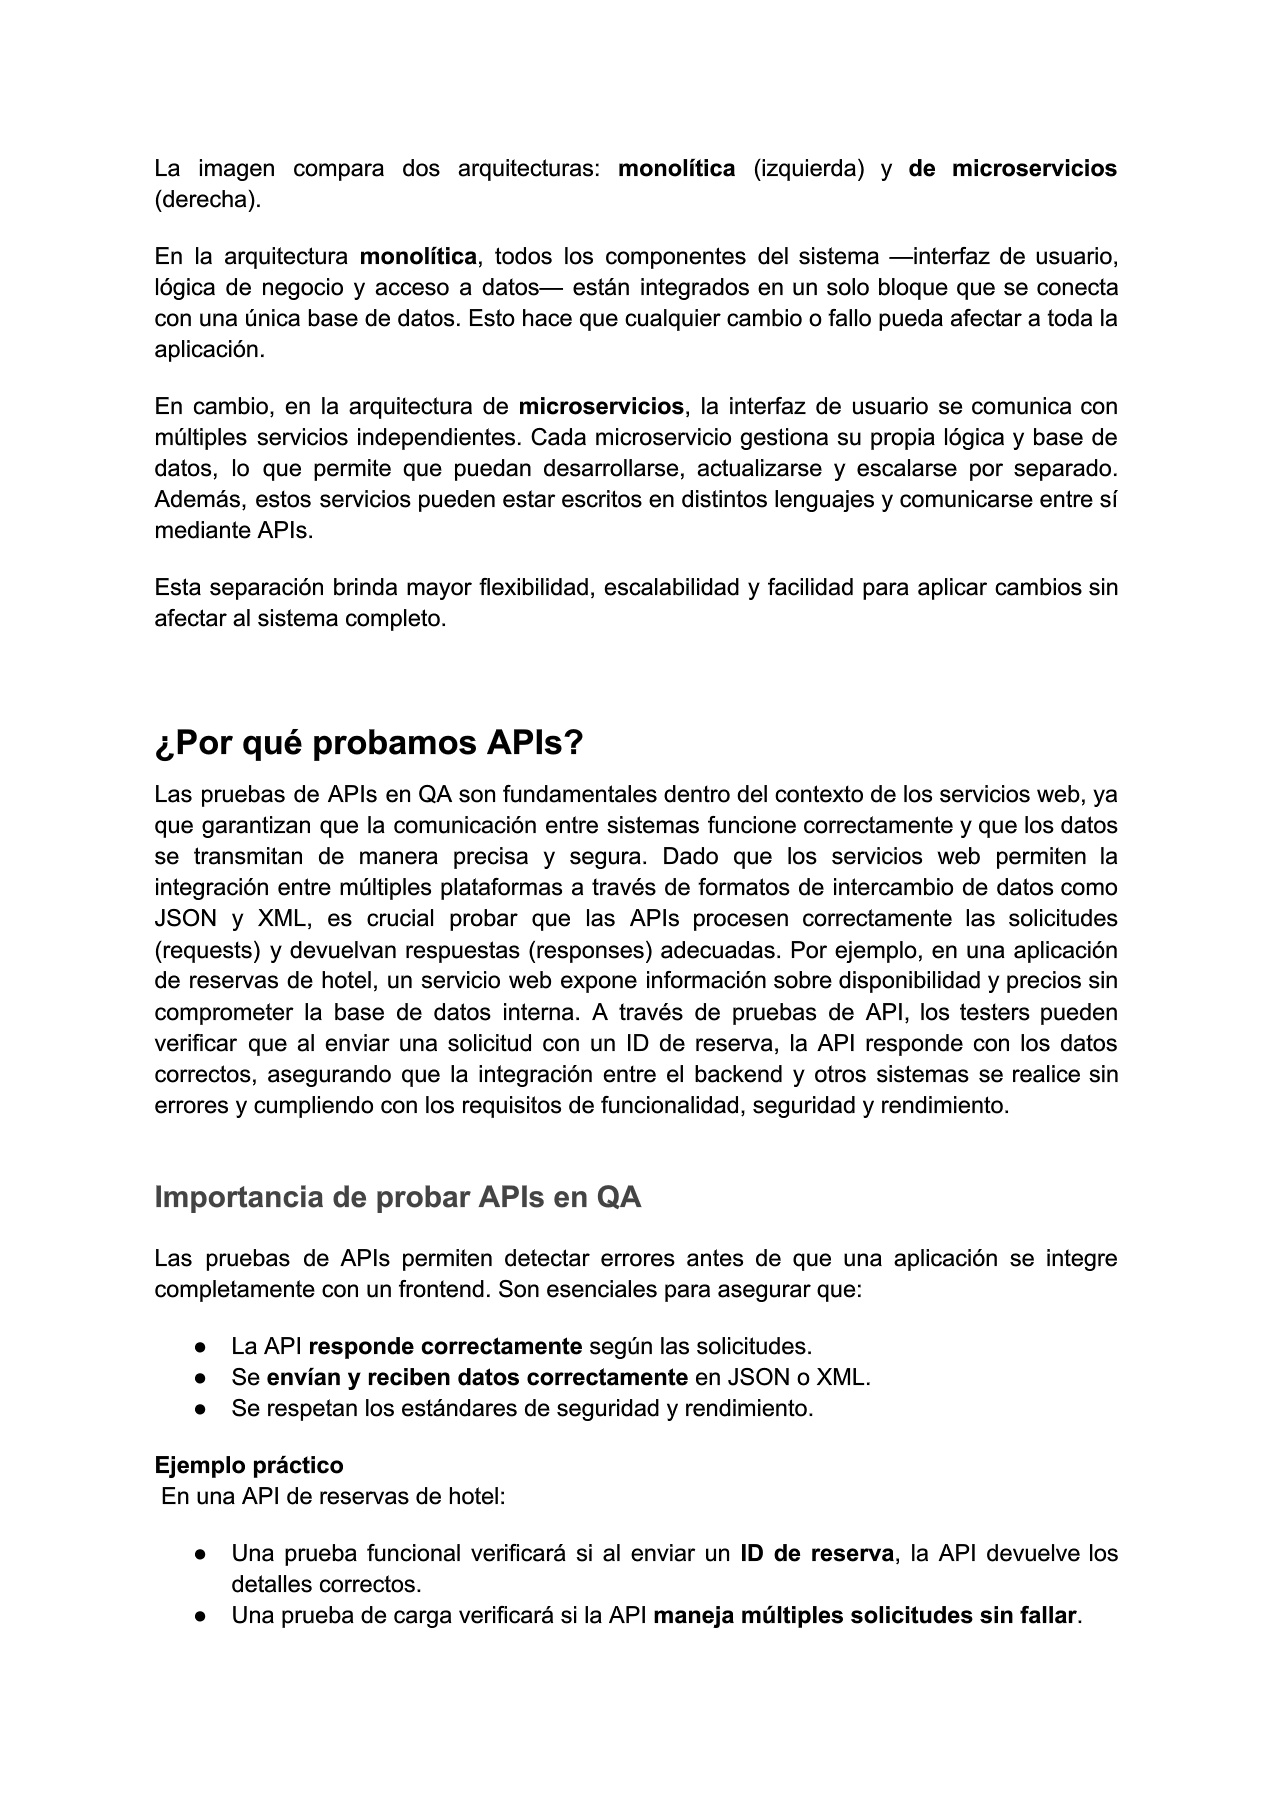 La imagen compara dos arquitecturas: monolítica (izquierda) y de microservicios
(derecha).
En la arquitectura monolítica, todos los componentes del sistema —interfaz de usuario,
lógica de negocio y acceso a datos— están integrados en un solo bloque que se conecta
con una única base de datos. Esto hace que cualquier cambio o fallo pueda afectar a toda la
aplicación.
En cambio, en la arquitectura de microservicios, la interfaz de usuario se comunica con
múltiples servicios independientes. Cada microservicio gestiona su propia lógica y base de
datos, lo que permite que puedan desarrollarse, actualizarse y escalarse por separado.
Además, estos servicios pueden estar escritos en distintos lenguajes y comunicarse entre sí
mediante APIs.
Esta separación brinda mayor flexibilidad, escalabilidad y facilidad para aplicar cambios sin
afectar al sistema completo.
¿Por qué probamos APIs?
Las pruebas de APIs en QA son fundamentales dentro del contexto de los servicios web, ya
que garantizan que la comunicación entre sistemas funcione correctamente y que los datos
se transmitan de manera precisa y segura. Dado que los servicios web permiten la
integración entre múltiples plataformas a través de formatos de intercambio de datos como
JSON y XML, es crucial probar que las APIs procesen correctamente las solicitudes
(requests) y devuelvan respuestas (responses) adecuadas. Por ejemplo, en una aplicación
de reservas de hotel, un servicio web expone información sobre disponibilidad y precios sin
comprometer la base de datos interna. A través de pruebas de API, los testers pueden
verificar que al enviar una solicitud con un ID de reserva, la API responde con los datos
correctos, asegurando que la integración entre el backend y otros sistemas se realice sin
errores y cumpliendo con los requisitos de funcionalidad, seguridad y rendimiento.
Importancia de probar APIs en QA
Las pruebas de APIs permiten detectar errores antes de que una aplicación se integre
completamente con un frontend. Son esenciales para asegurar que:
● La API responde correctamente según las solicitudes.
● Se envían y reciben datos correctamente en JSON o XML.
● Se respetan los estándares de seguridad y rendimiento.
Ejemplo práctico
En una API de reservas de hotel:
● Una prueba funcional verificará si al enviar un ID de reserva, la API devuelve los
detalles correctos.
● Una prueba de carga verificará si la API maneja múltiples solicitudes sin fallar.